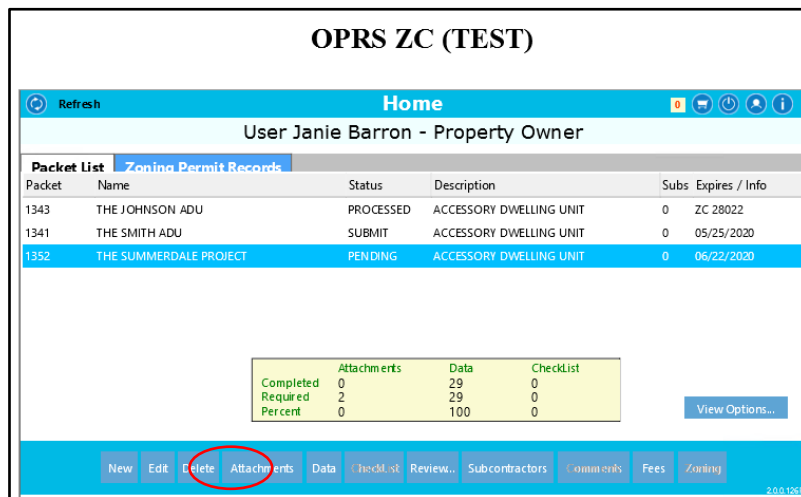 OPRS ZC (TEST)
Refresh Home 0
User Janie Barron - Property Owner
Packet List Zoning Permit Records
Packet Name Status Description Subs Expires / Info
1343 THE JOHNSON ADU PROCESSED ACCESSORY DWELLING UNIT 0 ZC 28022
1341 THE SMITH ADU SUBMIT ACCESSORY DWELLING UNIT 0 05/25/2020
1352 THE SUMMERDALE PROJECT PENDING ACCESSORY DWELLING UNIT 0 06/22/2020
Attachments Data CheckList
Completed 0 29 0
Required 2 29 0
Percent 0 100 0
View Options...
New Edit Delete Attachments Data CheckList Review... Subcontractors Comments Fees Zoning